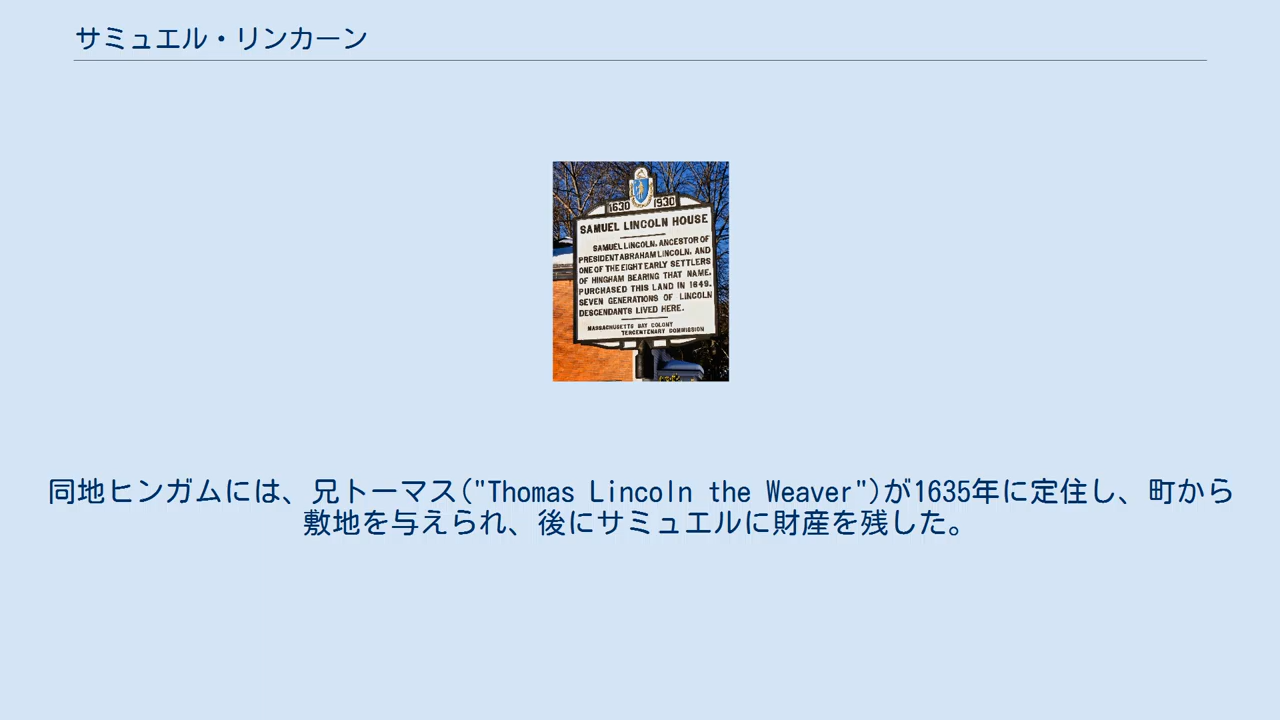 サミュエル・リンカーン
1630 1930
SAMUEL LINCOLN HOUSE
SAMUEL LINCOLN, ANCESTOR OF
PRESIDENT ABRAHAM LINCOLN, AND
ONE OF THE EIGHT EARLY SETTLERS
OF HINGHAM BEARING THAT NAME,
PURCHASED THIS LAND IN 1649.
SEVEN GENERATIONS OF LINCOLN
DESCENDANTS LIVED HERE.
MASSACHUSETTS BAY COLONY
TERCENTENARY COMMISSION
同地ヒンガムには、兄トーマス("Thomas Lincoln the Weaver")が1635年に定住し、町から
敷地を与えられ、後にサミュエルに財産を残した。